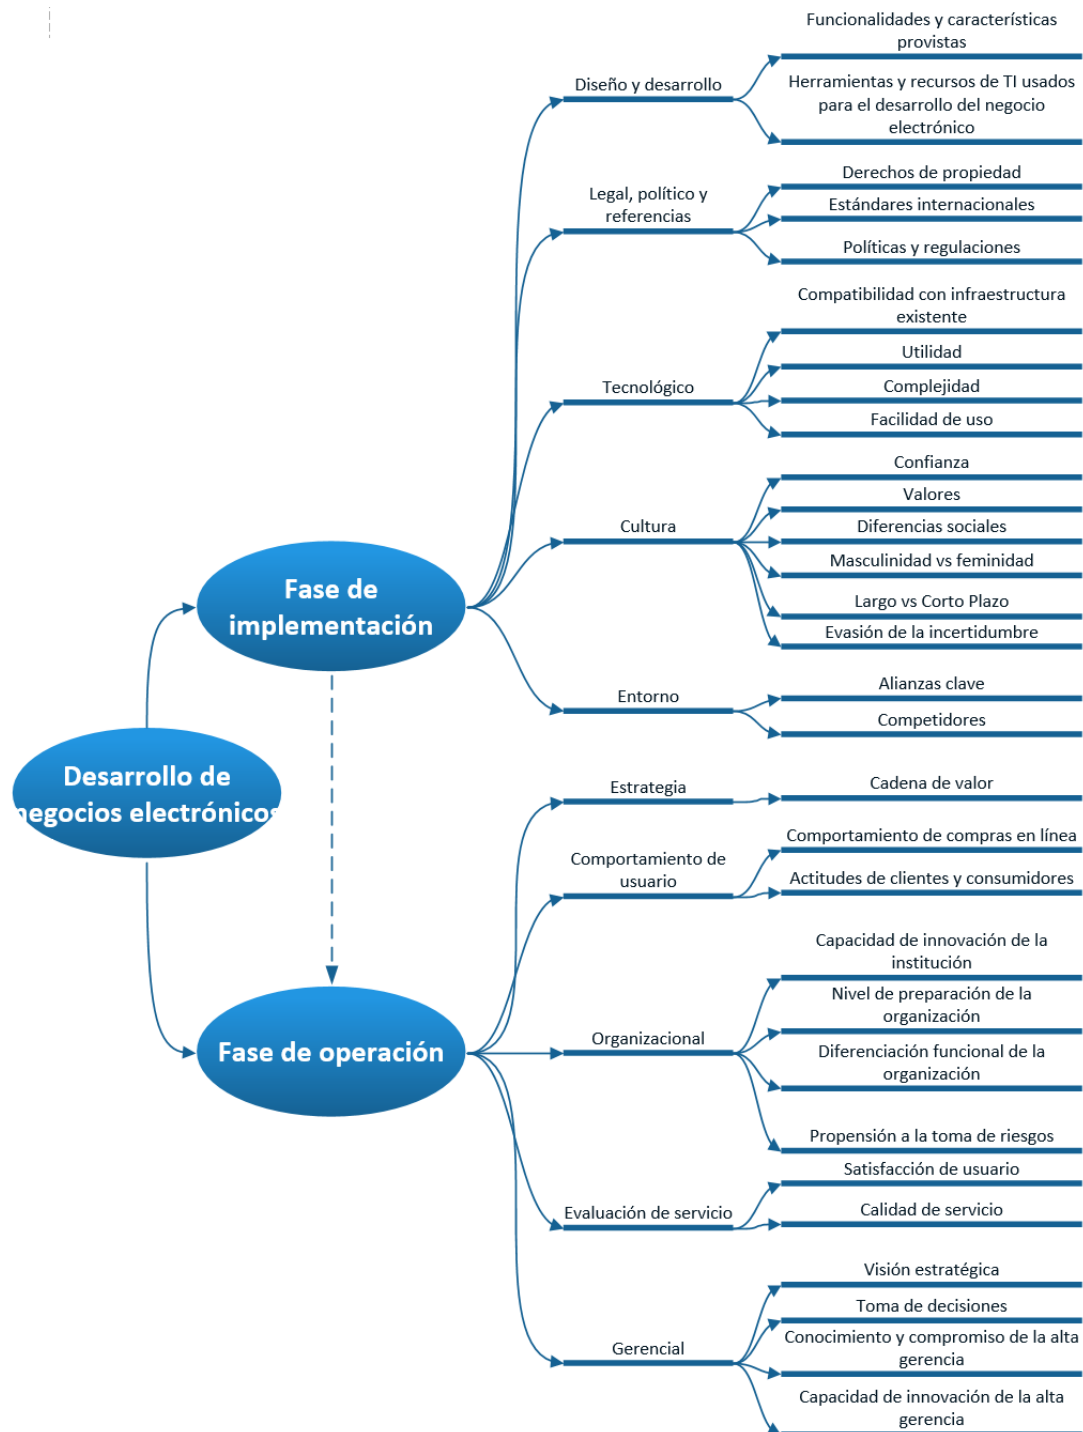 Funcionalidades y características
provistas
Diseño y desarrollo
Herramientas y recursos de TI usados
para el desarrollo del negocio
electrónico
Legal, político y
referencias
Derechos de propiedad
Estándares internacionales
Políticas y regulaciones
Compatibilidad con infraestructura
existente
Tecnológico
Utilidad
Complejidad
Facilidad de uso
Cultura
Confianza
Valores
Diferencias sociales
Masculinidad vs feminidad
Largo vs Corto Plazo
Evasión de la incertidumbre
Fase de
implementación
Entorno
Alianzas clave
Competidores
Desarrollo de
negocios electrónicos
Estrategia
Cadena de valor
Comportamiento de
usuario
Comportamiento de compras en línea
Actitudes de clientes y consumidores
Fase de operación
Organizacional
Capacidad de innovación de la
institución
Nivel de preparación de la
organización
Diferenciación funcional de la
organización
Propensión a la toma de riesgos
Evaluación de servicio
Satisfacción de usuario
Calidad de servicio
Gerencial
Visión estratégica
Toma de decisiones
Conocimiento y compromiso de la alta
gerencia
Capacidad de innovación de la alta
gerencia